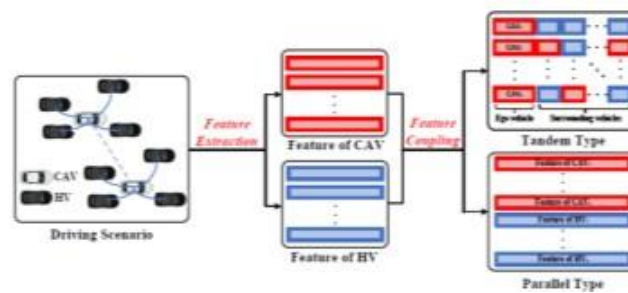 CAV
HV
Driving Scenario
Feature
Extraction
Feature of CAV
Feature of HV
Feature
Coupling
Ego vehicle
Surrounding vehicles
Tandem Type
Feature of CAV
Feature of CAV
Feature of HV
Feature of HV
Parallel Type